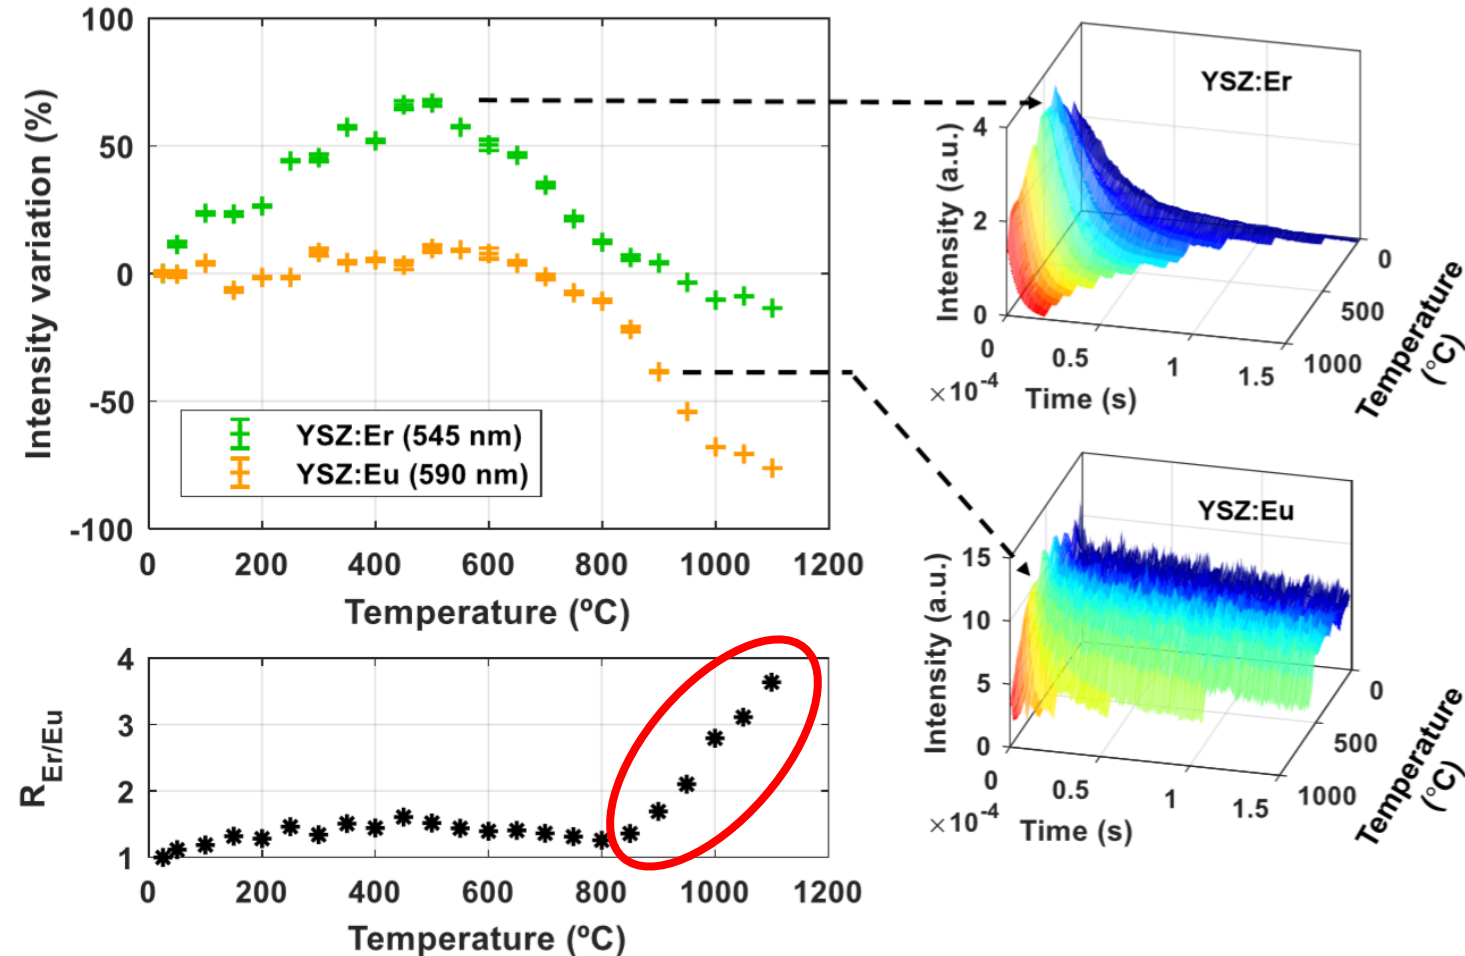 100
50
0
-50
-100
Intensity variation (%)
YSZ:Er (545 nm)
YSZ:Eu (590 nm)
0 200 400 600 800 1000 1200
Temperature (ºC)
4
3
2
1
R_{Er/Eu}
0 200 400 600 800 1000 1200
Temperature (ºC)
YSZ:Er
4
2
0
Intensity (a.u.)
0 0.5 1 1.5
×10^{-4}
Time (s)
0
500
1000
Temperature
(°C)
YSZ:Eu
15
10
5
0
Intensity (a.u.)
0 0.5 1 1.5
×10^{-4}
Time (s)
0
500
1000
Temperature
(°C)